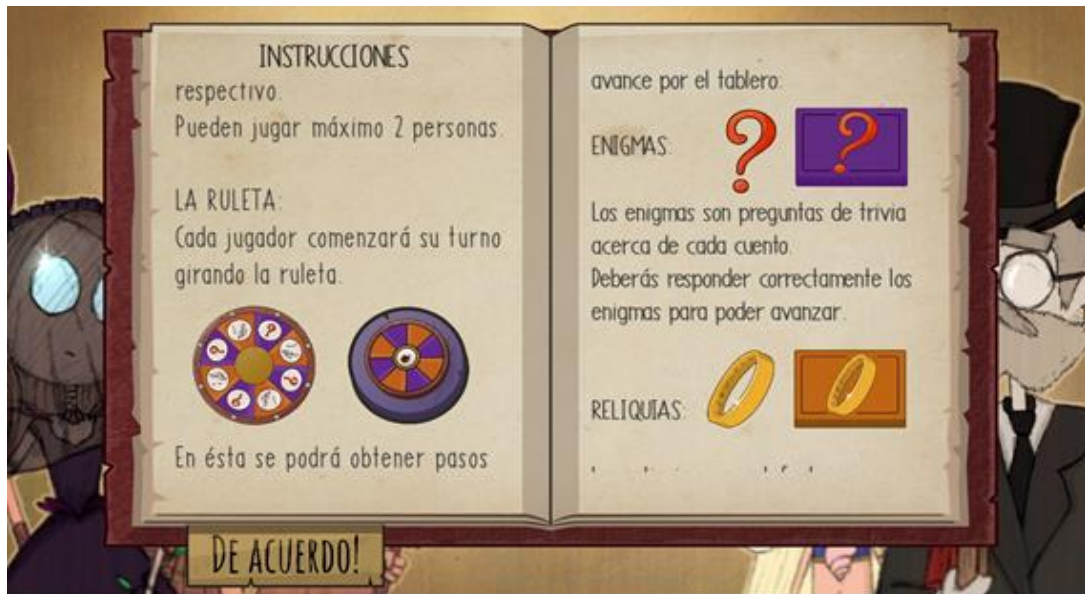 INSTRUCCIONES
respectivo.
Pueden jugar máximo 2 personas.
LA RULETA:
Cada jugador comenzará su turno
girando la ruleta.
En ésta se podrá obtener pasos
avance por el tablero.
ENIGMAS:
Los enigmas son preguntas de trivia
acerca de cada cuento.
Deberás responder correctamente los
enigmas para poder avanzar.
RELIQUIAS:
DE ACUERDO!